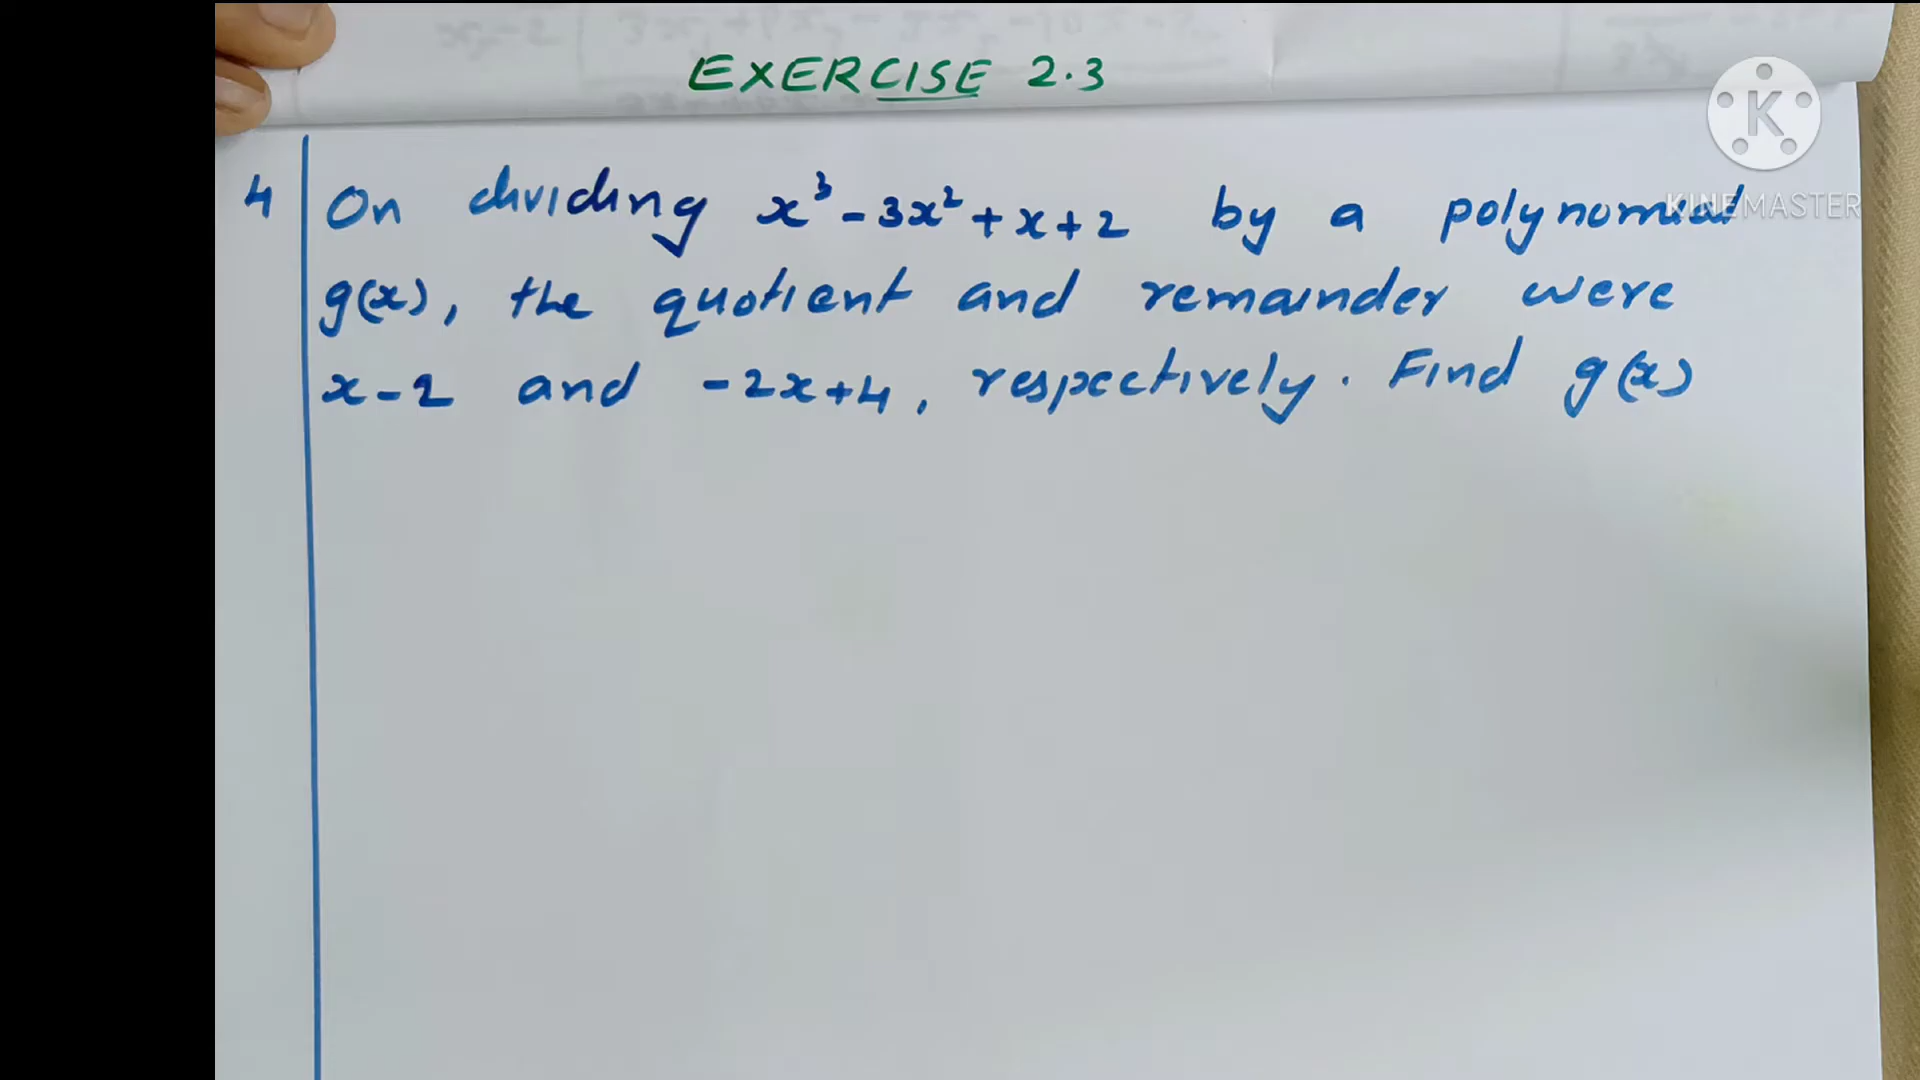 EXERCISE 2.3
K
KINEMASTER
4 On dividing x³ - 3x² + x + 2 by a polynomial
g(x), the quotient and remainder were
x - 2 and - 2x + 4, respectively. Find g(x)